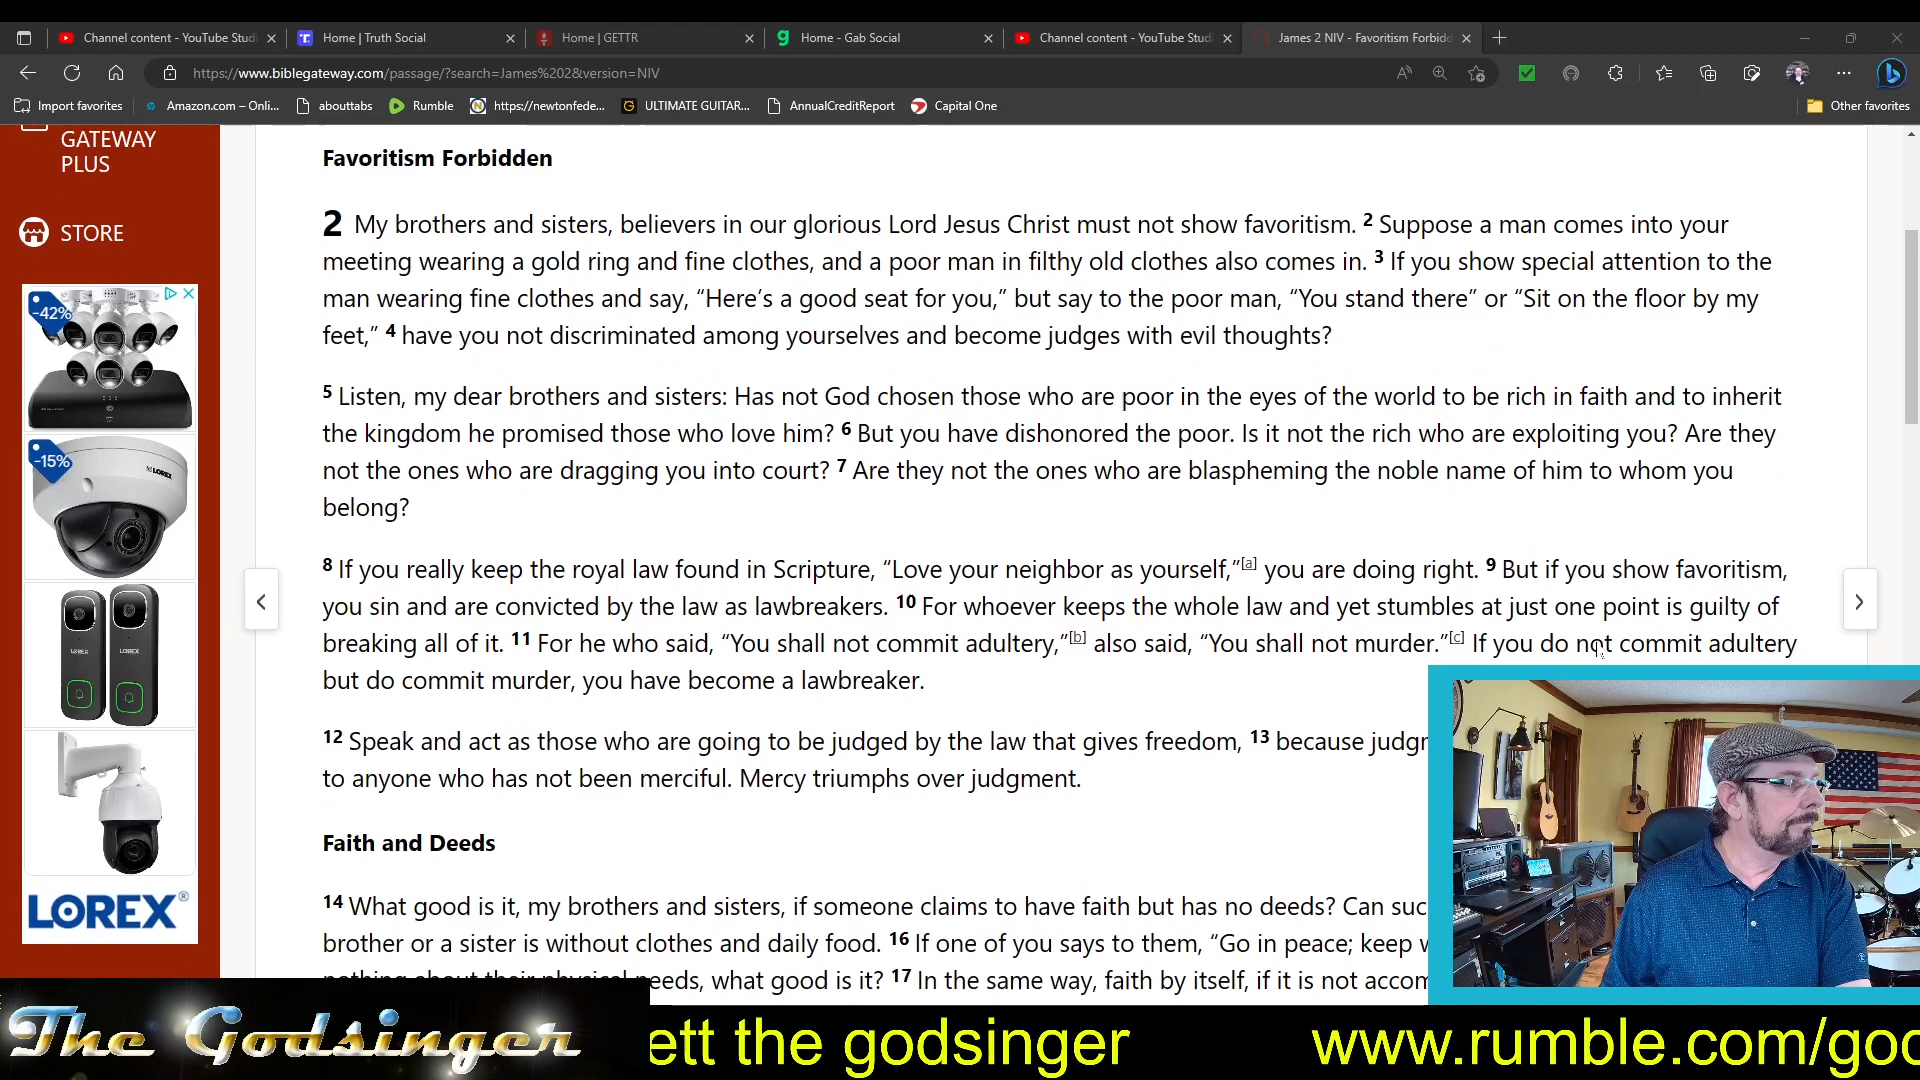 Channel content - YouTube Studi
Home | Truth Social
Home | GETTR
Home - Gab Social
Channel content - YouTube Studi
James 2 NIV - Favoritism Forbidd
https://www.biblegateway.com/passage/?search=James%202&version=NIV
Import favorites
Amazon.com – Onli...
abouttabs
Rumble
https://newtonfede...
ULTIMATE GUITAR...
AnnualCreditReport
Capital One
Other favorites
GATEWAY
PLUS
STORE
-42%
-15%
LOREX
LOREX
LOREX
LOREX®
Favoritism Forbidden
2 My brothers and sisters, believers in our glorious Lord Jesus Christ must not show favoritism. 2 Suppose a man comes into your
meeting wearing a gold ring and fine clothes, and a poor man in filthy old clothes also comes in. 3 If you show special attention to the
man wearing fine clothes and say, “Here’s a good seat for you,” but say to the poor man, “You stand there” or “Sit on the floor by my
feet,” 4 have you not discriminated among yourselves and become judges with evil thoughts?
5 Listen, my dear brothers and sisters: Has not God chosen those who are poor in the eyes of the world to be rich in faith and to inherit
the kingdom he promised those who love him? 6 But you have dishonored the poor. Is it not the rich who are exploiting you? Are they
not the ones who are dragging you into court? 7 Are they not the ones who are blaspheming the noble name of him to whom you
belong?
8 If you really keep the royal law found in Scripture, “Love your neighbor as yourself,”[a] you are doing right. 9 But if you show favoritism,
you sin and are convicted by the law as lawbreakers. 10 For whoever keeps the whole law and yet stumbles at just one point is guilty of
breaking all of it. 11 For he who said, “You shall not commit adultery,”[b] also said, “You shall not murder.”[c] If you do not commit adultery
but do commit murder, you have become a lawbreaker.
12 Speak and act as those who are going to be judged by the law that gives freedom, 13 because judgr
to anyone who has not been merciful. Mercy triumphs over judgment.
Faith and Deeds
14 What good is it, my brothers and sisters, if someone claims to have faith but has no deeds? Can suc
brother or a sister is without clothes and daily food. 16 If one of you says to them, “Go in peace; keep w
nothing about their physical needs, what good is it? 17 In the same way, faith by itself, if it is not accom
The Godsinger
ett the godsinger
www.rumble.com/goc